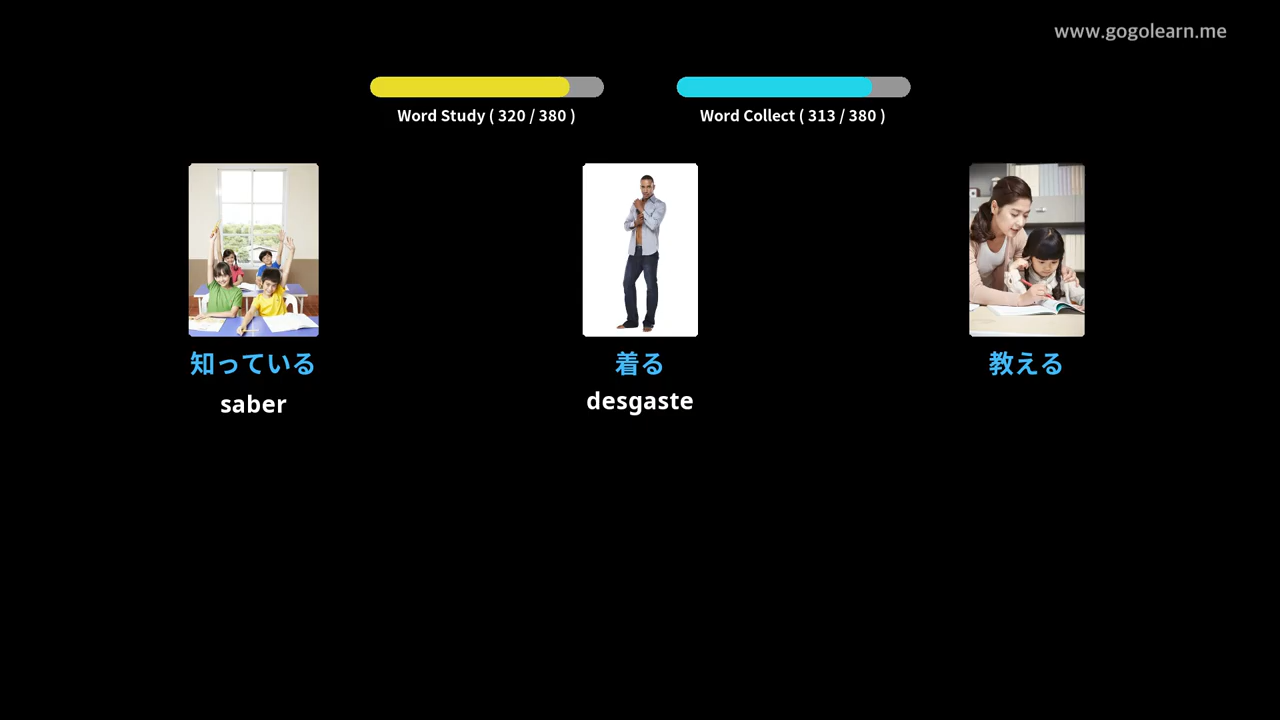 www.gogolearn.me
Word Study ( 320 / 380 )
Word Collect ( 313 / 380 )
知っている
着る
教える
saber
desgaste